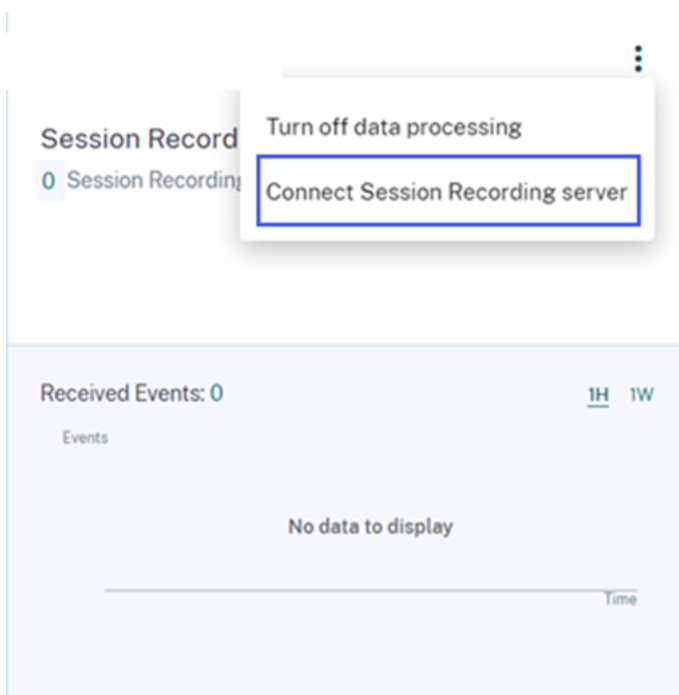 Turn off data processing
Session Record
0 Session Recording
Connect Session Recording server
Received Events: 0
1H 1W
Events
No data to display
Time